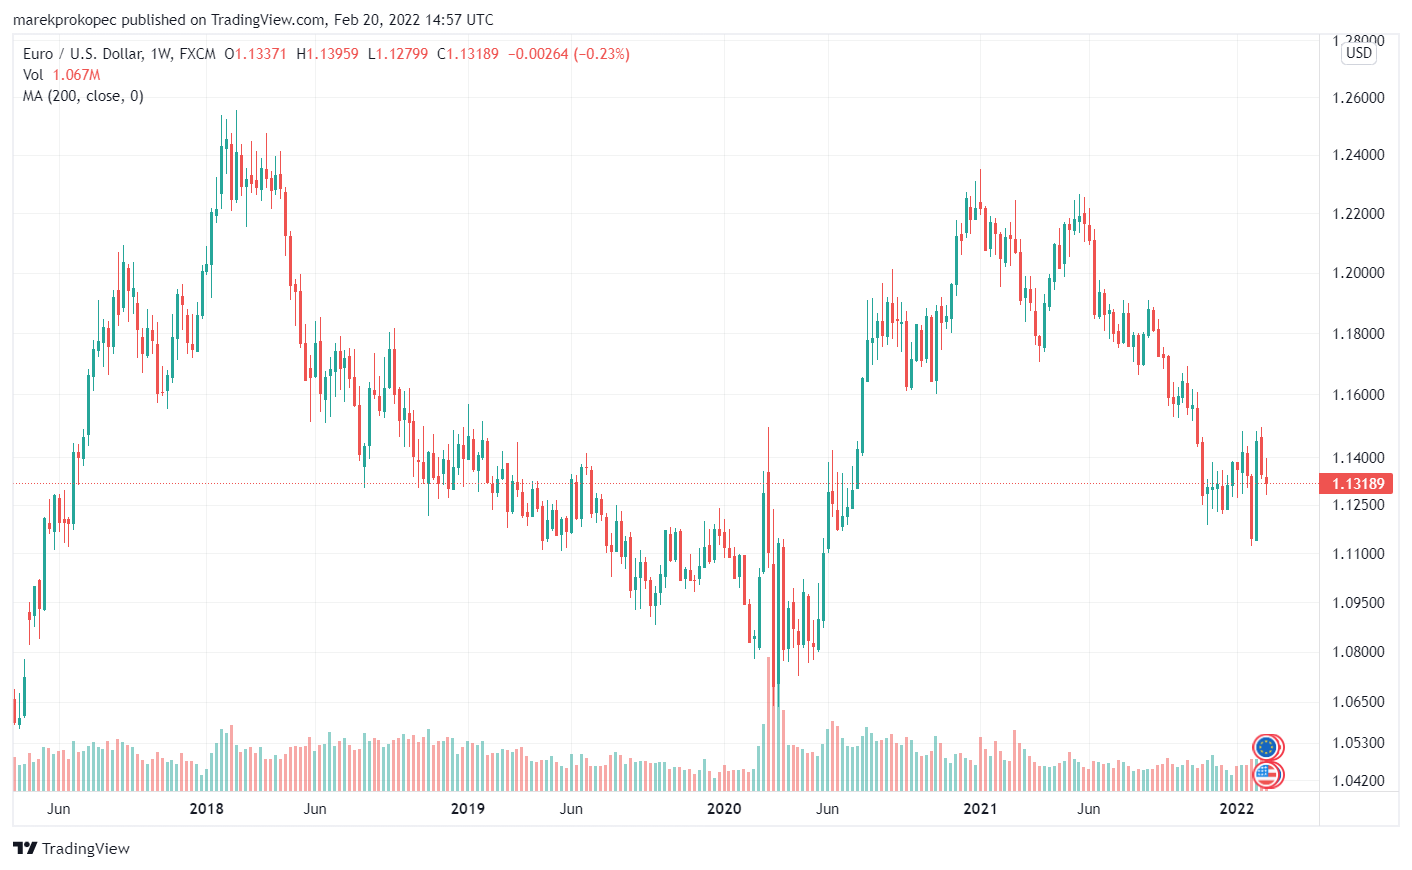 marekprokopec published on TradingView.com, Feb 20, 2022 14:57 UTC
Euro / U.S. Dollar, 1W, FXCM O1.13371 H1.13959 L1.12799 C1.13189 −0.00264 (−0.23%)
Vol 1.067M
MA (200, close, 0)
1.28000
USD
1.26000
1.24000
1.22000
1.20000
1.18000
1.16000
1.14000
1.13189
1.12500
1.11000
1.09500
1.08000
1.06500
1.05300
1.04200
Jun 2018 Jun 2019 Jun 2020 Jun 2021 Jun 2022
TradingView